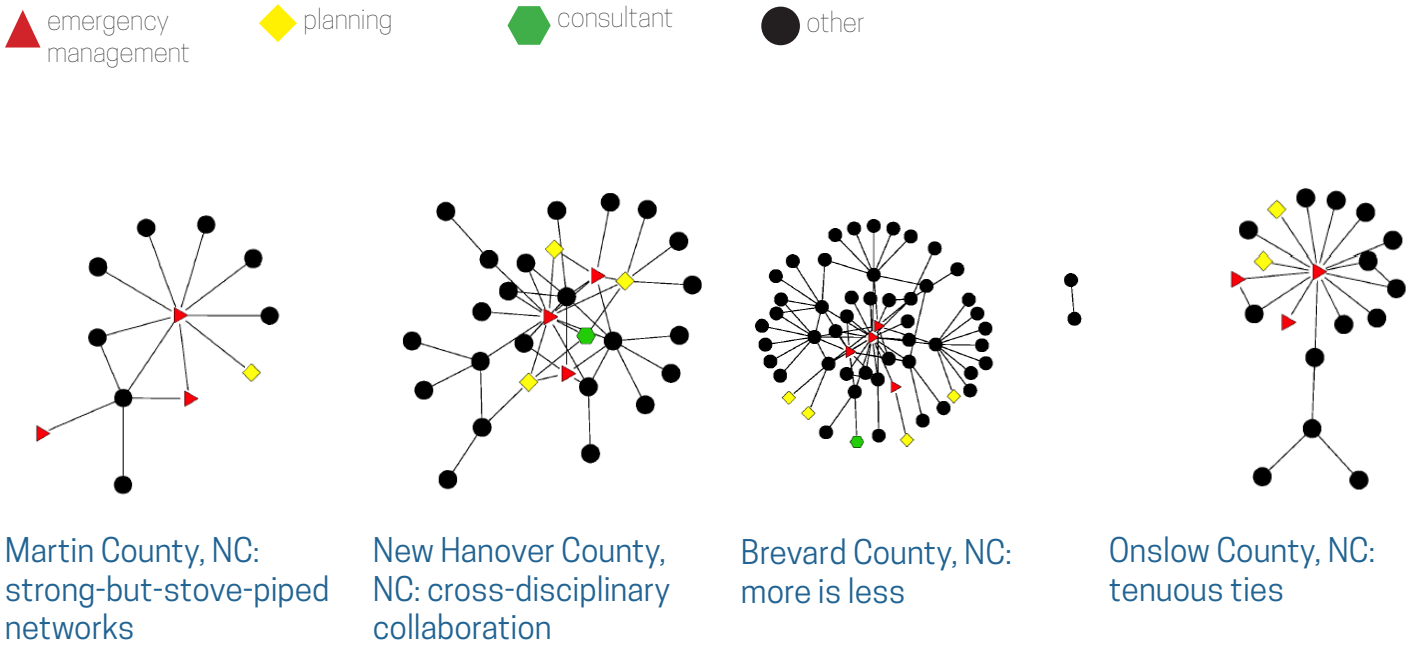 emergency
management
planning
consultant
other
Martin County, NC:
strong-but-stove-piped
networks
New Hanover County,
NC: cross-disciplinary
collaboration
Brevard County, NC:
more is less
Onslow County, NC:
tenuous ties